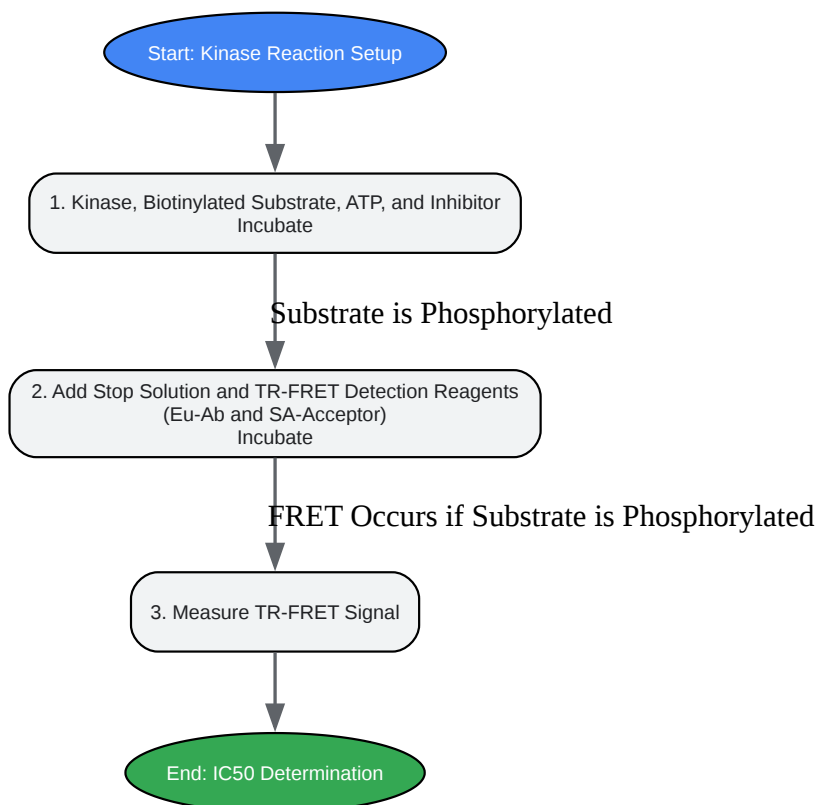 Start: Kinase Reaction Setup
1. Kinase, Biotinylated Substrate, ATP, and Inhibitor
Incubate
Substrate is Phosphorylated
2. Add Stop Solution and TR-FRET Detection Reagents
(Eu-Ab and SA-Acceptor)
Incubate
FRET Occurs if Substrate is Phosphorylated
3. Measure TR-FRET Signal
End: IC50 Determination